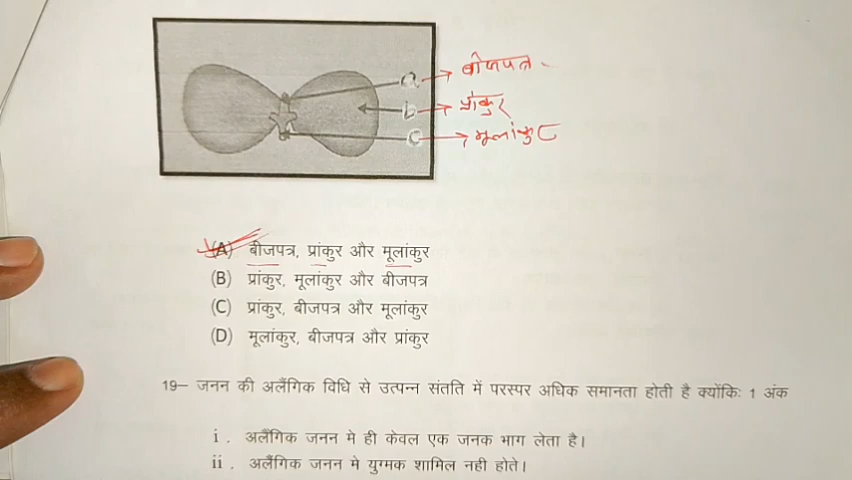 a → बीजपत्र
b → प्रांकुर
c → मूलांकुर
(A) बीजपत्र, प्रांकुर और मूलांकुर
(B) प्रांकुर, मूलांकुर और बीजपत्र
(C) प्रांकुर, बीजपत्र और मूलांकुर
(D) मूलांकुर, बीजपत्र और प्रांकुर
19– जनन की अलैंगिक विधि से उत्पन्न संतति में परस्पर अधिक समानता होती है क्योंकिः 1 अंक
i . अलैंगिक जनन मे ही केवल एक जनक भाग लेता है।
ii . अलैंगिक जनन मे युग्मक शामिल नही होते।